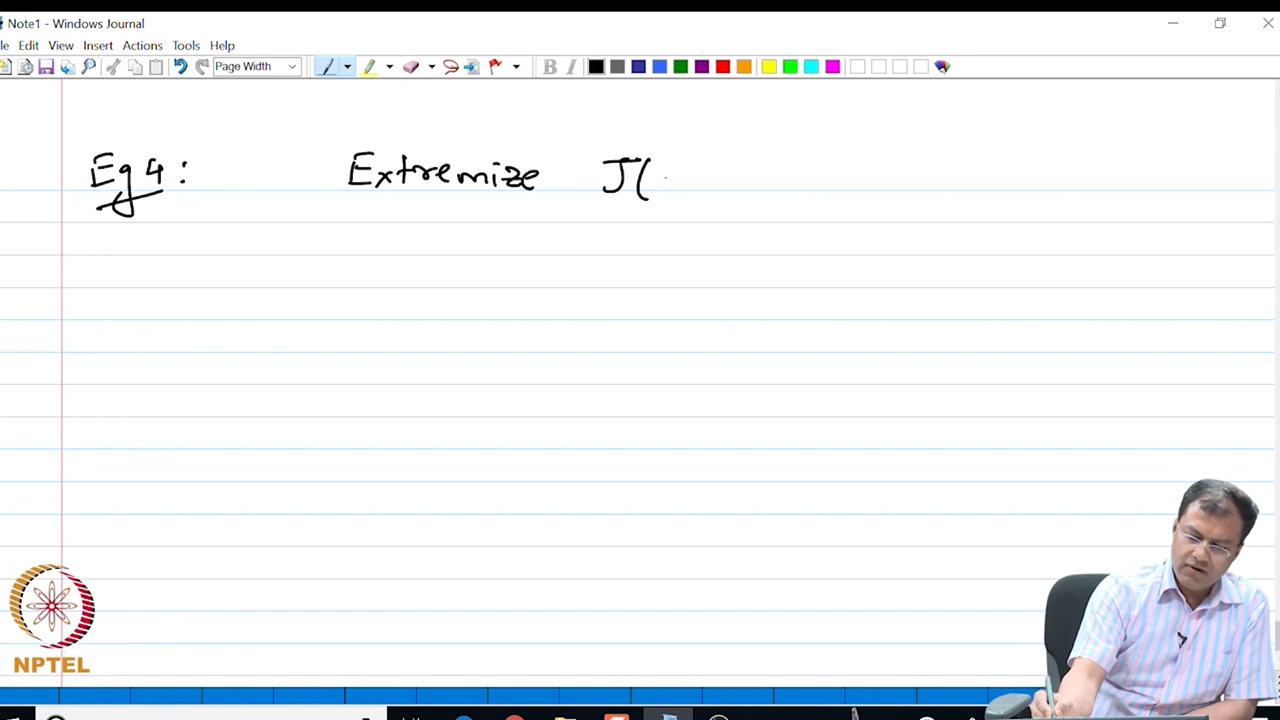 Note1 - Windows Journal
le Edit View Insert Actions Tools Help
Page Width
Eg 4 : Extremize J(
NPTEL